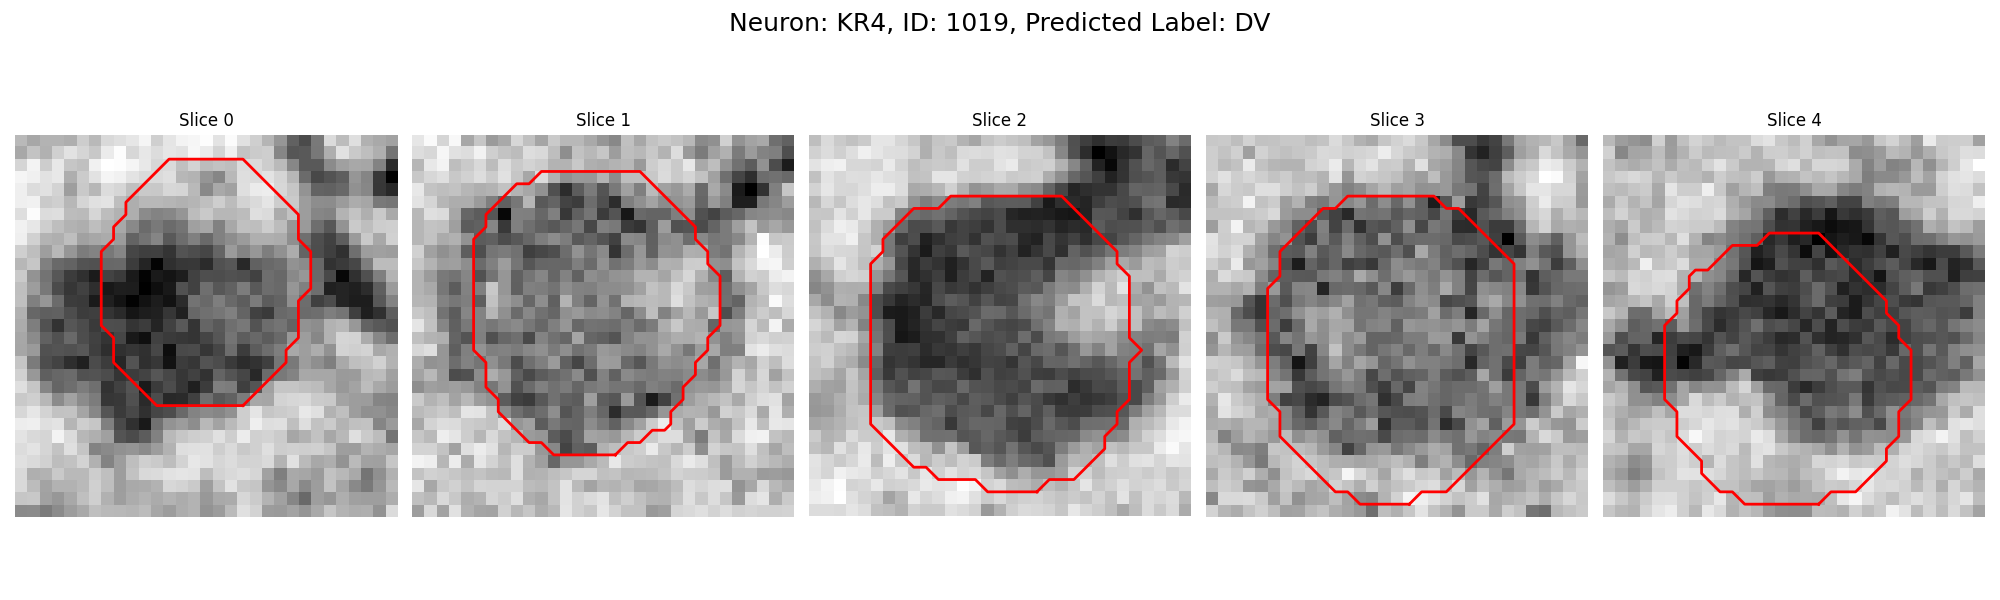 Neuron: KR4, ID: 1019, Predicted Label: DV
Slice 0
Slice 1
Slice 2
Slice 3
Slice 4